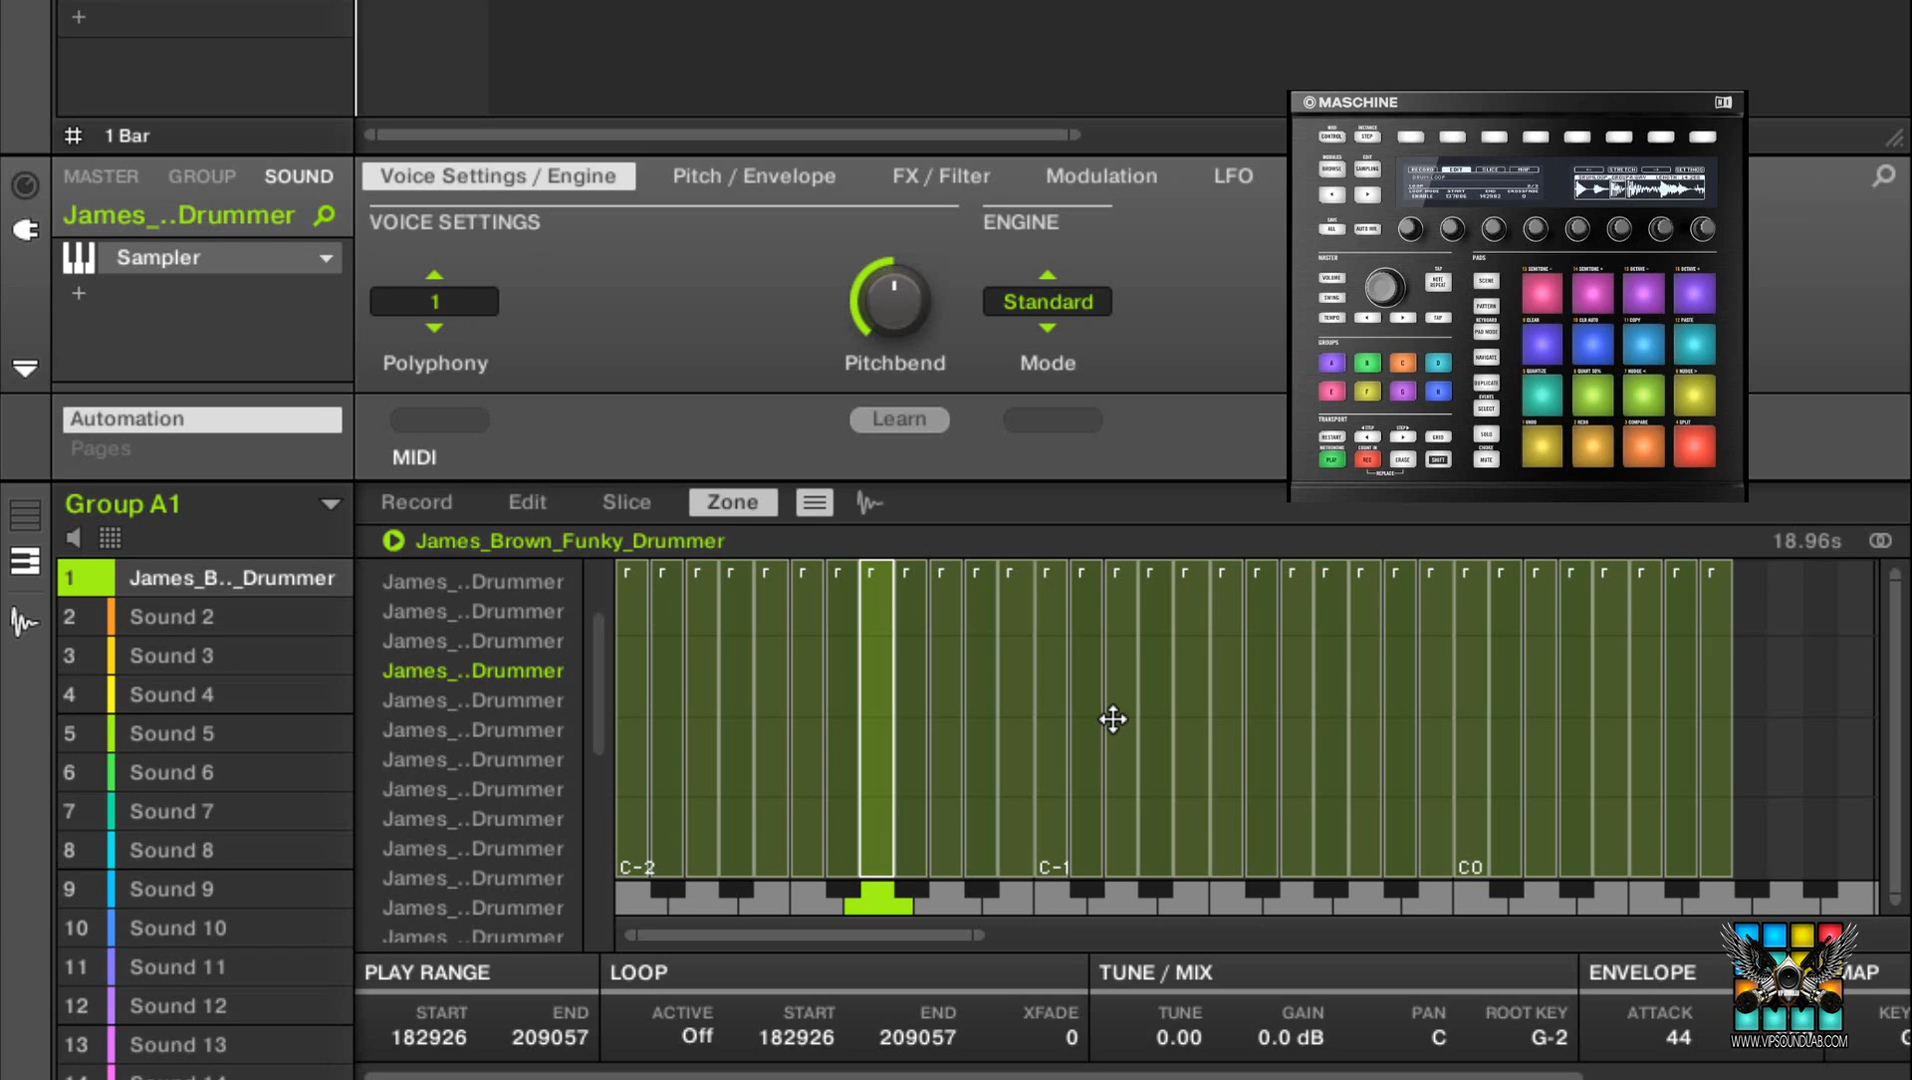 1 Bar
MASTER GROUP SOUND
James_..Drummer
Sampler
Voice Settings / Engine Pitch / Envelope FX / Filter Modulation LFO
VOICE SETTINGS
ENGINE
1
Standard
Polyphony
Pitchbend
Mode
Automation
Pages
Learn
MIDI
MASCHINE
Group A1
Record Edit Slice Zone
James_Brown_Funky_Drummer
18.96s
1 James_B.._Drummer
2 Sound 2
3 Sound 3
4 Sound 4
5 Sound 5
6 Sound 6
7 Sound 7
8 Sound 8
9 Sound 9
10 Sound 10
11 Sound 11
12 Sound 12
13 Sound 13
James_..Drummer
James_..Drummer
James_..Drummer
James_..Drummer
James_..Drummer
James_..Drummer
James_..Drummer
James_..Drummer
James_..Drummer
James_..Drummer
James_..Drummer
James_..Drummer
James_..Drummer
r r r r r r r r r r r r r r r r r r r r r r r r r r r r r r r r
C-2 C-1 C0
PLAY RANGE LOOP TUNE / MIX ENVELOPE MAP
START END ACTIVE START END XFADE TUNE GAIN PAN ROOT KEY ATTACK
182926 209057 Off 182926 209057 0 0.00 0.0 dB C G-2 44
WWW.VIPSOUNDLAB.COM